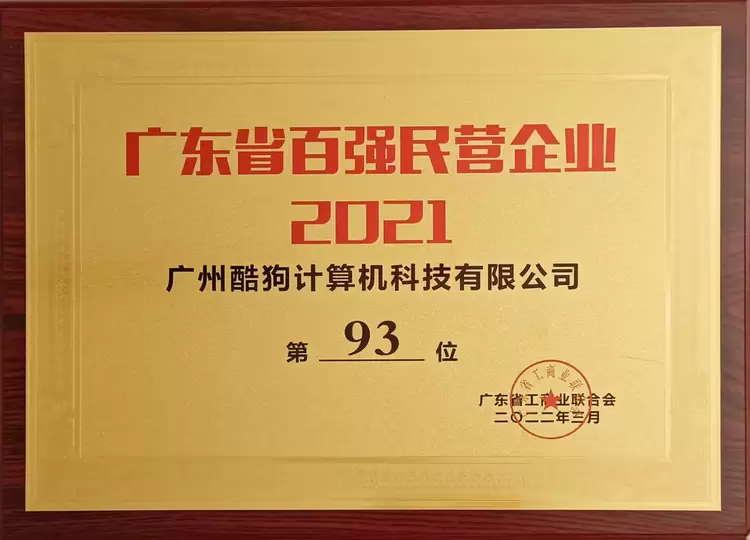 广东省百强民营企业
2021
广州酷狗计算机科技有限公司
第 93 位
广东省工商业联合会
二〇二二年三月